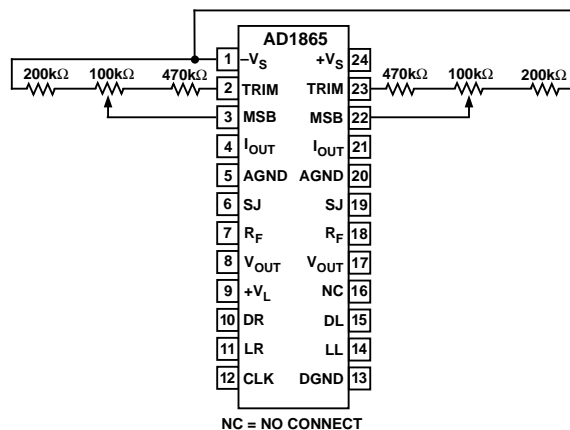 AD1865
1 –VS +VS 24
200kΩ 100kΩ 470kΩ 2 TRIM TRIM 23 470kΩ 100kΩ 200kΩ
3 MSB MSB 22
4 IOUT IOUT 21
5 AGND AGND 20
6 SJ SJ 19
7 RF RF 18
8 VOUT VOUT 17
9 +VL NC 16
10 DR DL 15
11 LR LL 14
12 CLK DGND 13
NC = NO CONNECT